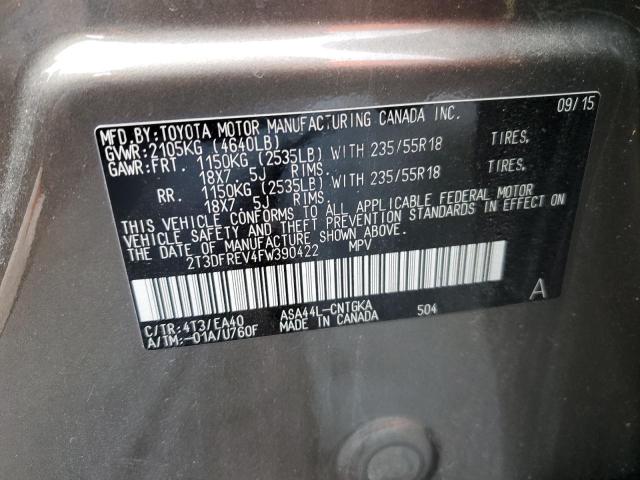 MFD.BY:TOYOTA MOTOR MANUFACTURING CANADA INC. 09/15
GVWR:2105KG (4640LB)
GAWR:FRT. 1150KG (2535LB) WITH 235/55R18 TIRES,
18X7 .5J RIMS.
RR. 1150KG (2535LB) WITH 235/55R18 TIRES,
18X7 .5J RIMS.
THIS VEHICLE CONFORMS TO ALL APPLICABLE FEDERAL MOTOR
VEHICLE SAFETY AND THEFT PREVENTION STANDARDS IN EFFECT ON
THE DATE OF MANUFACTURE SHOWN ABOVE.
2T3DFREV4FW390422 MPV
A
C/TR:4T3/EA40 ASA44L-CNTGKA 504
A/TM:-01A/U760F MADE IN CANADA